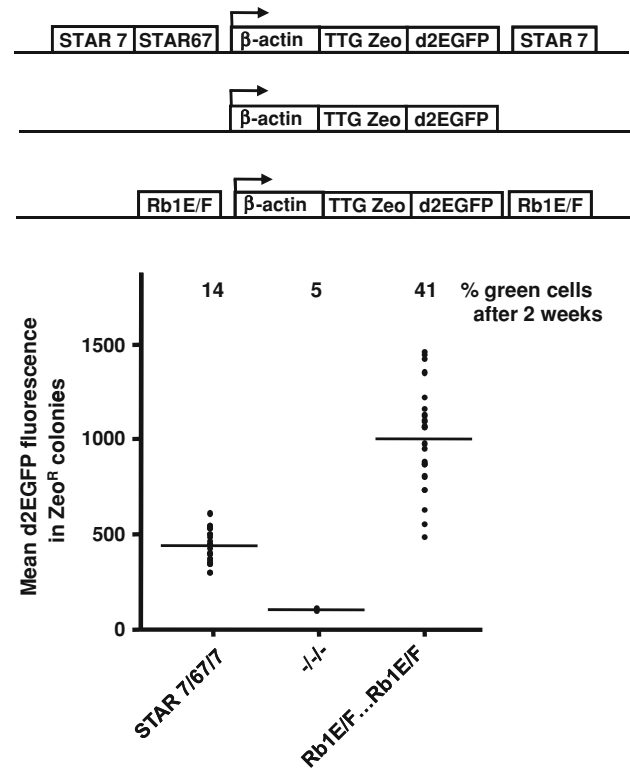 STAR 7 STAR67 β-actin TTG Zeo d2EGFP STAR 7
β-actin TTG Zeo d2EGFP
Rb1E/F β-actin TTG Zeo d2EGFP Rb1E/F
14 5 41 % green cells
after 2 weeks
Mean d2EGFP fluorescence
in Zeo^R colonies
1500
1000
500
0
STAR 7/67/7
-/-/-
Rb1E/F...Rb1E/F